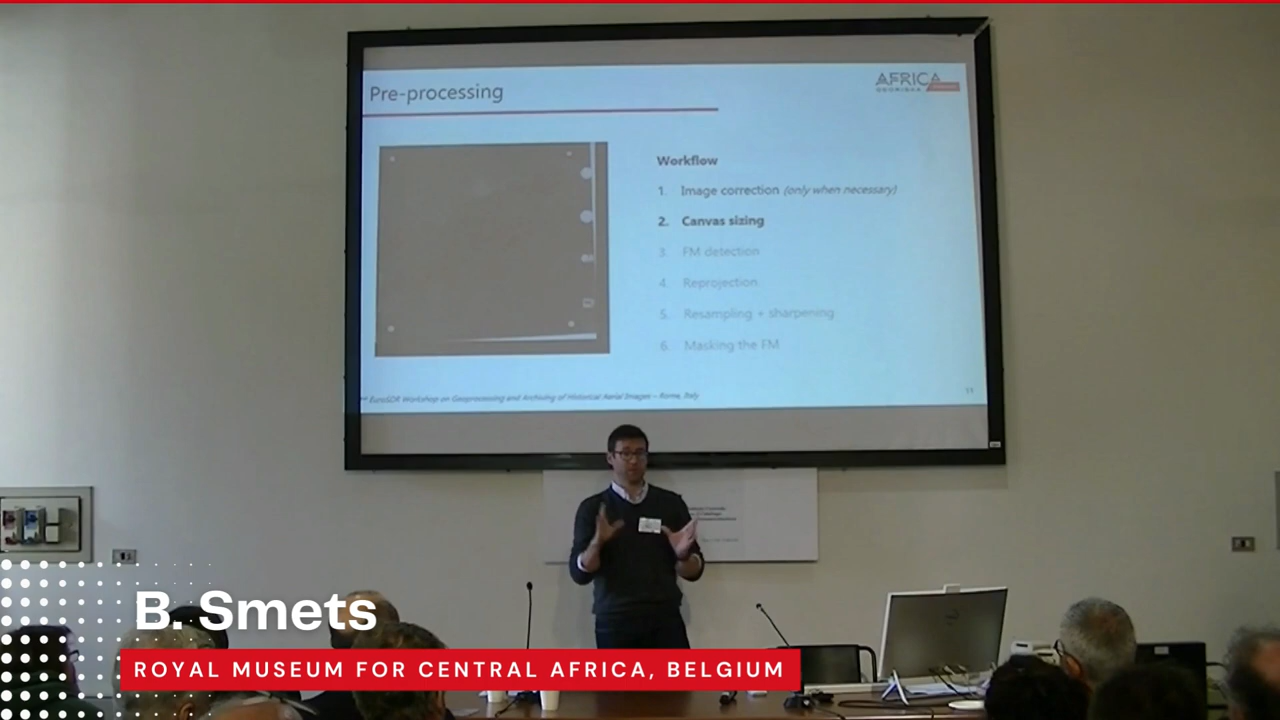 Pre-processing
AFRICA
Workflow
1. Image correction (only when necessary)
2. Canvas sizing
3. FM detection
4. Reprojection
5. Resampling + sharpening
6. Masking the FM
EuroSDR Workshop on Geoprocessing and Archiving of Historical Aerial Images – Rome, Italy
11
B. Smets
ROYAL MUSEUM FOR CENTRAL AFRICA, BELGIUM